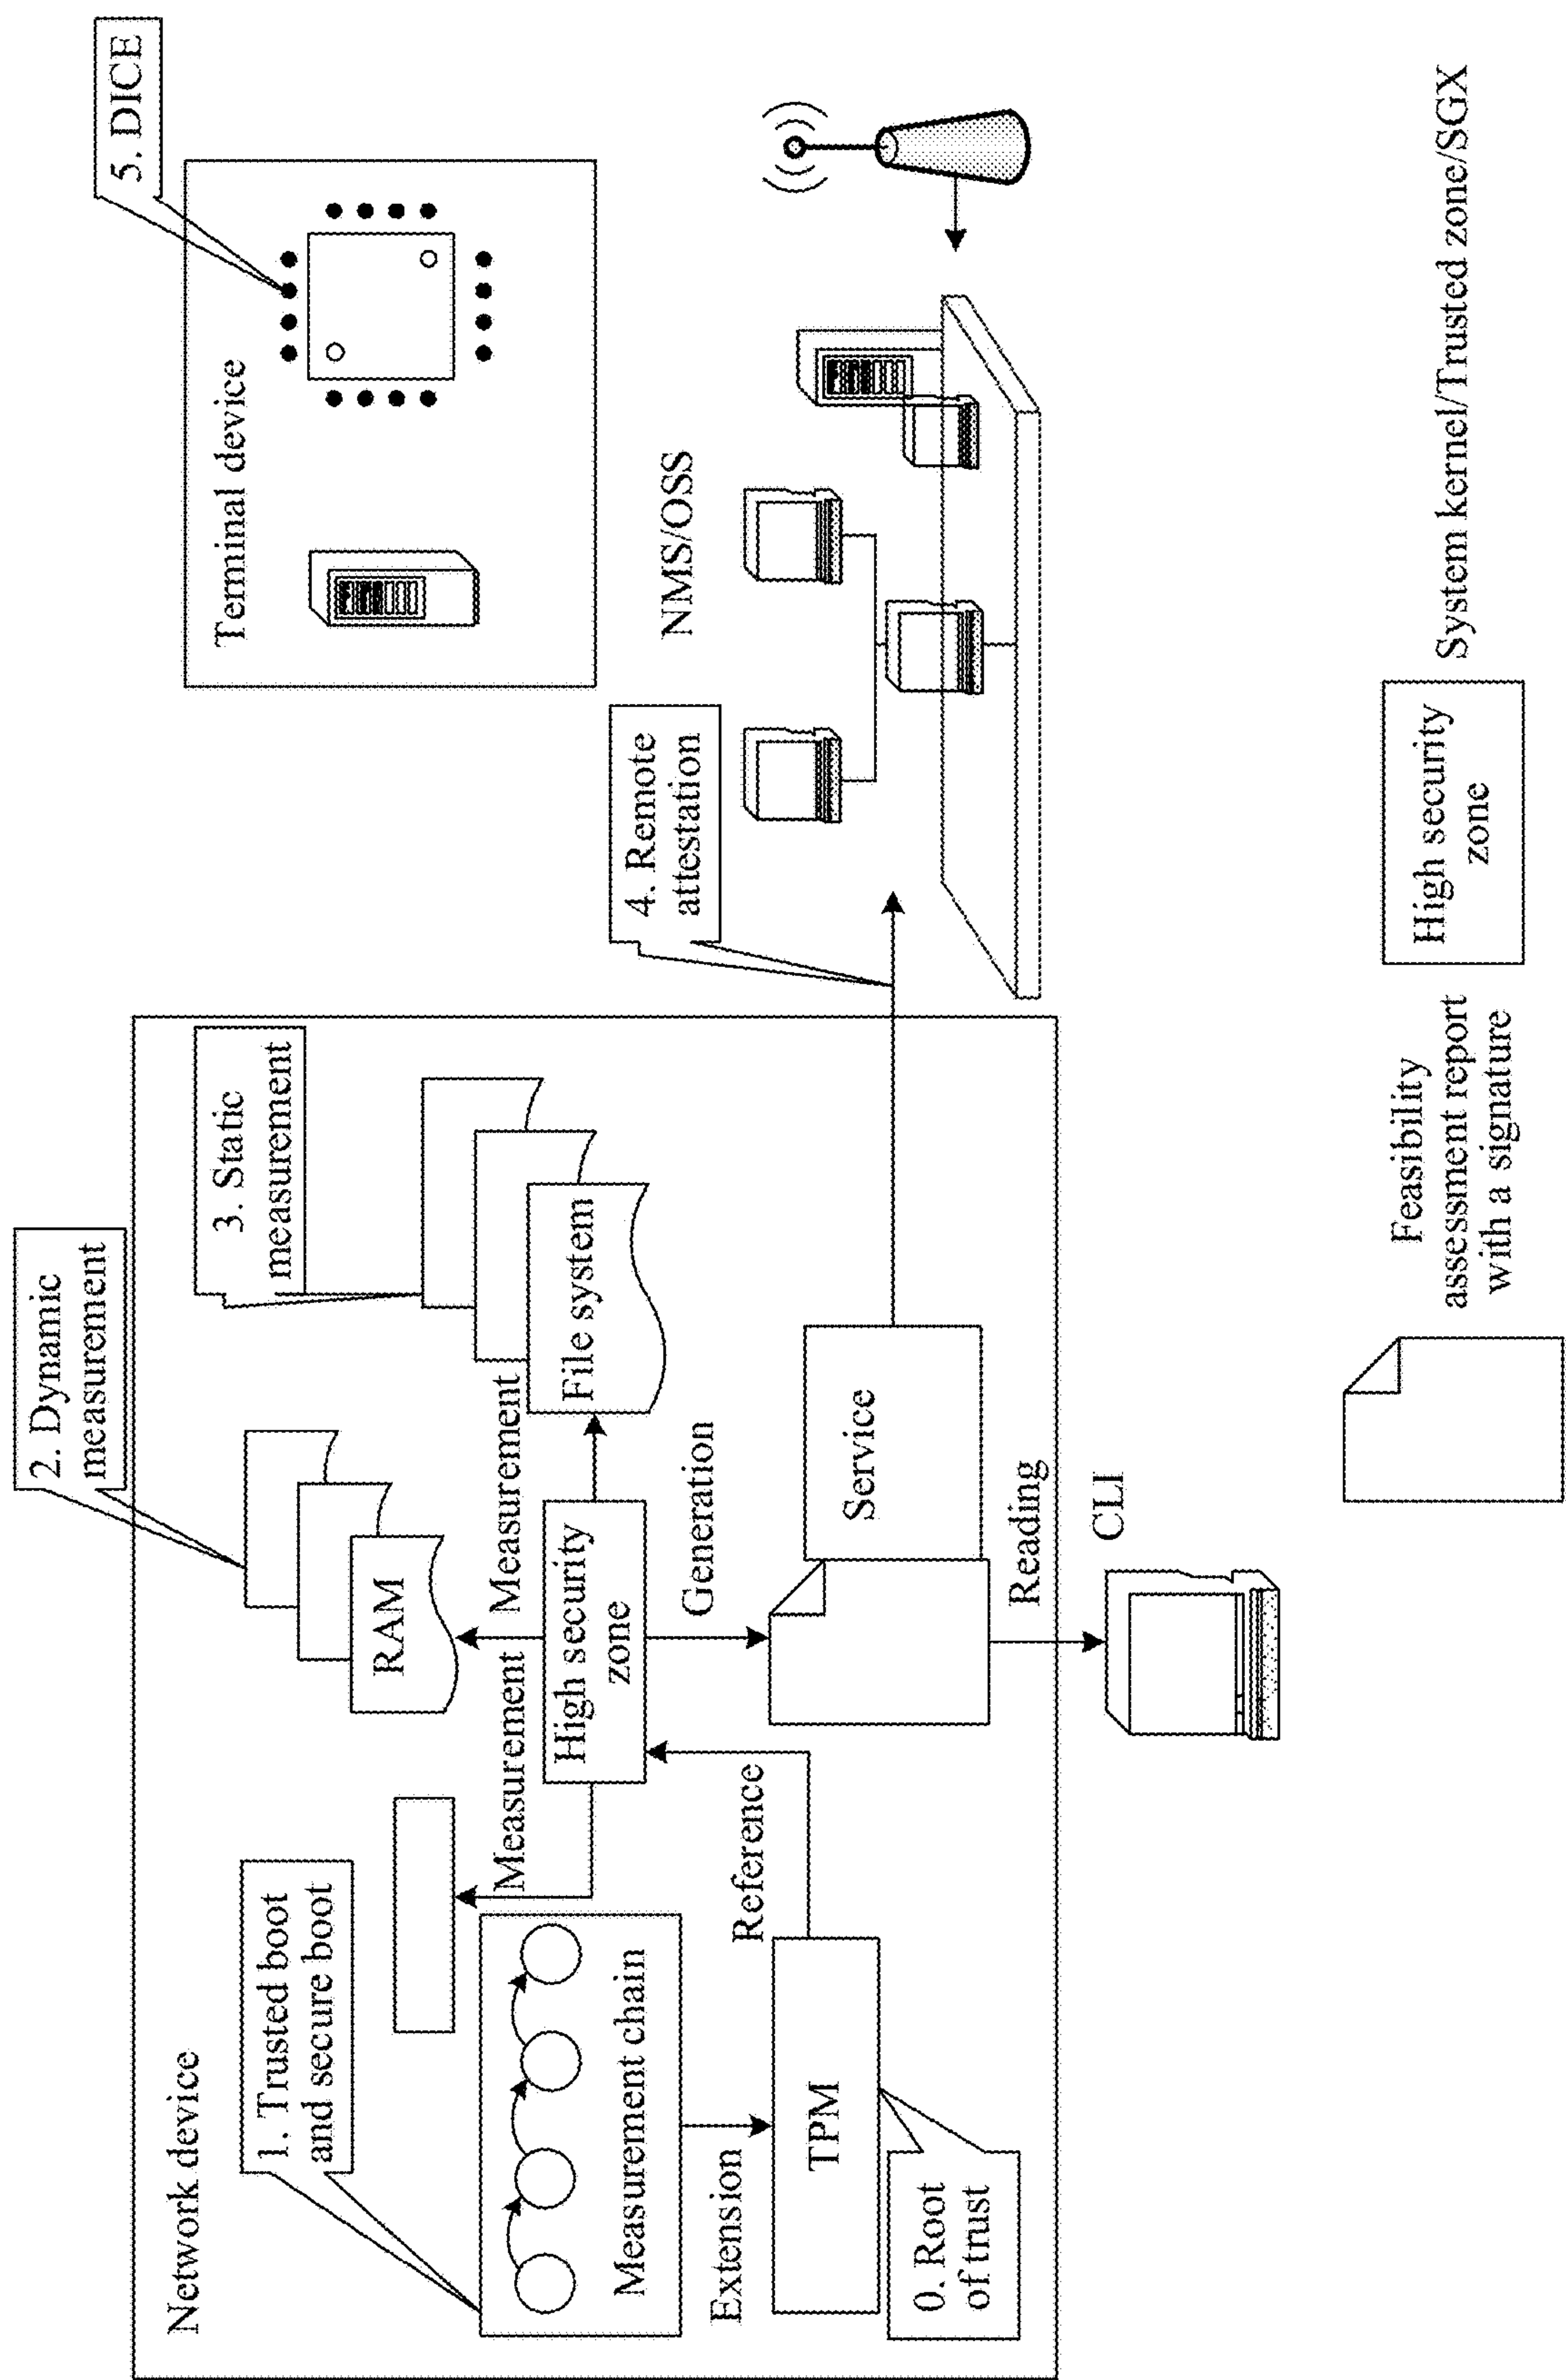 Network device
1. Trusted boot
and secure boot
Measurement chain
Extension
TPM
0. Root
of trust
Reference
Measurement
High security
zone
Measurement
RAM
2. Dynamic
measurement
Measurement
File system
3. Static
measurement
Generation
Service
Reading
CLI
4. Remote
attestation
NMS/OSS
Terminal device
5. DICE
Feasibility
assessment report
with a signature
High security
zone
System kernel/Trusted zone/SGX